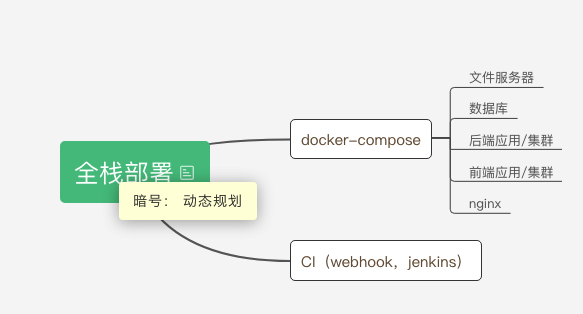 全栈部署
暗号： 动态规划
docker-compose
文件服务器
数据库
后端应用/集群
前端应用/集群
nginx
CI（webhook，jenkins）